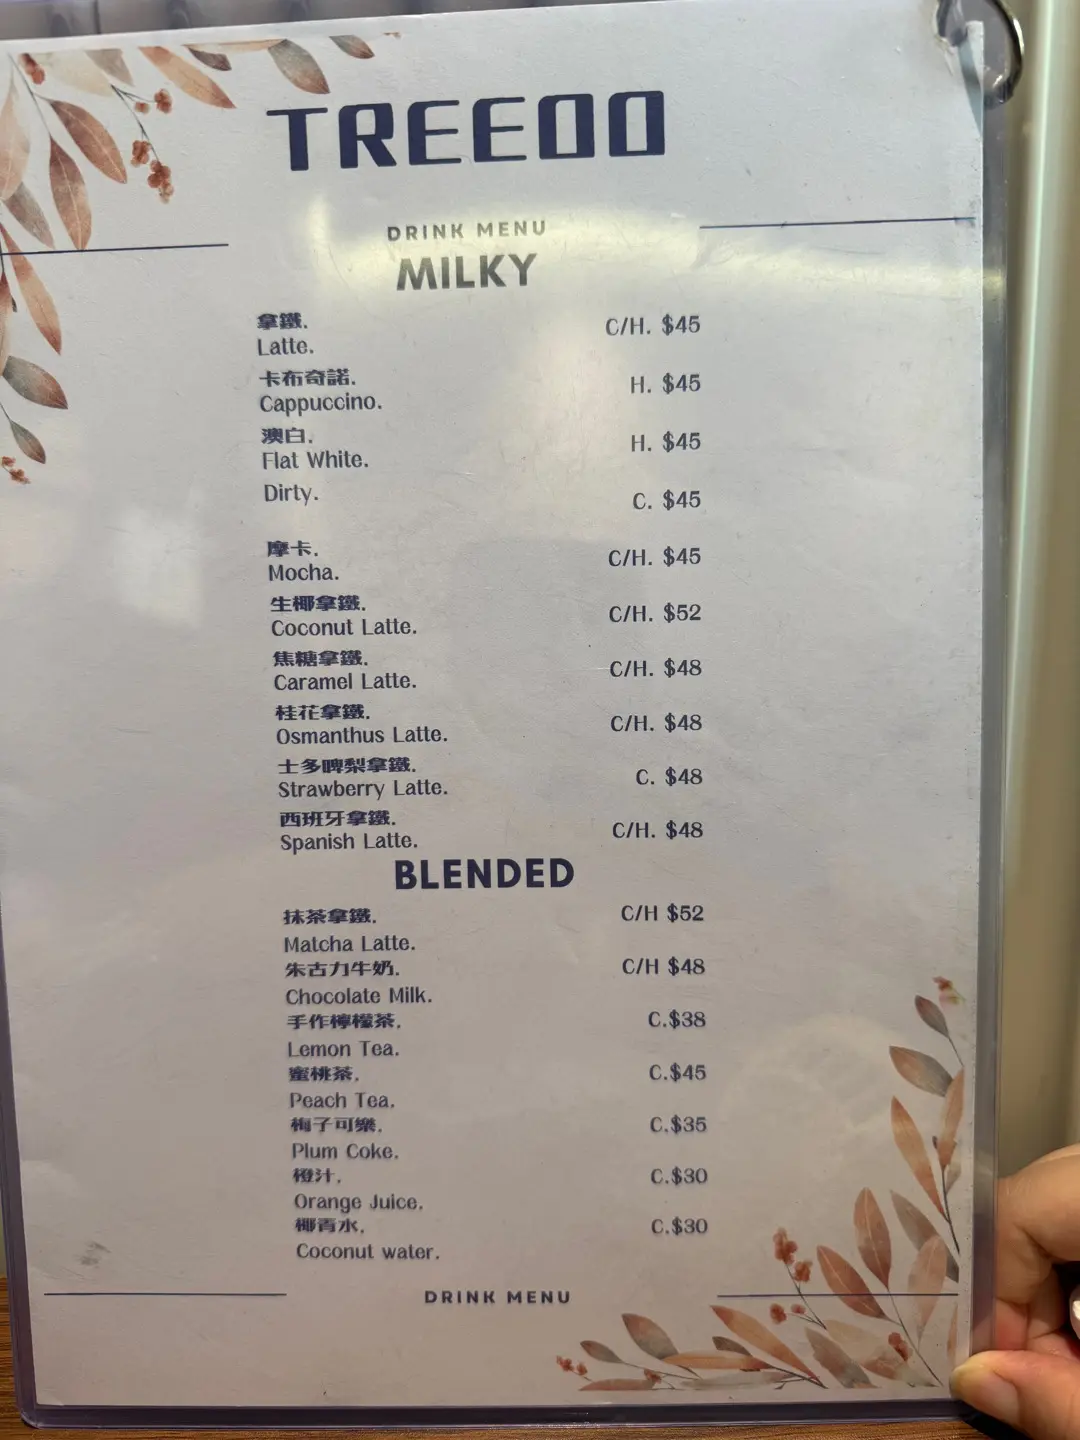 TREEOO
DRINK MENU
MILKY
拿鐵. C/H. $45
Latte.
卡布奇諾. H. $45
Cappuccino.
澳白. H. $45
Flat White.
Dirty. C. $45
摩卡. C/H. $45
Mocha.
生椰拿鐵. C/H. $52
Coconut Latte.
焦糖拿鐵. C/H. $48
Caramel Latte.
桂花拿鐵. C/H. $48
Osmanthus Latte.
士多啤梨拿鐵. C. $48
Strawberry Latte.
西班牙拿鐵. C/H. $48
Spanish Latte.
BLENDED
抹茶拿鐵. C/H $52
Matcha Latte.
朱古力牛奶. C/H $48
Chocolate Milk.
手作檸檬茶. C.$38
Lemon Tea.
蜜桃茶. C.$45
Peach Tea.
梅子可樂. C.$35
Plum Coke.
橙汁. C.$30
Orange Juice.
椰青水. C.$30
Coconut water.
DRINK MENU